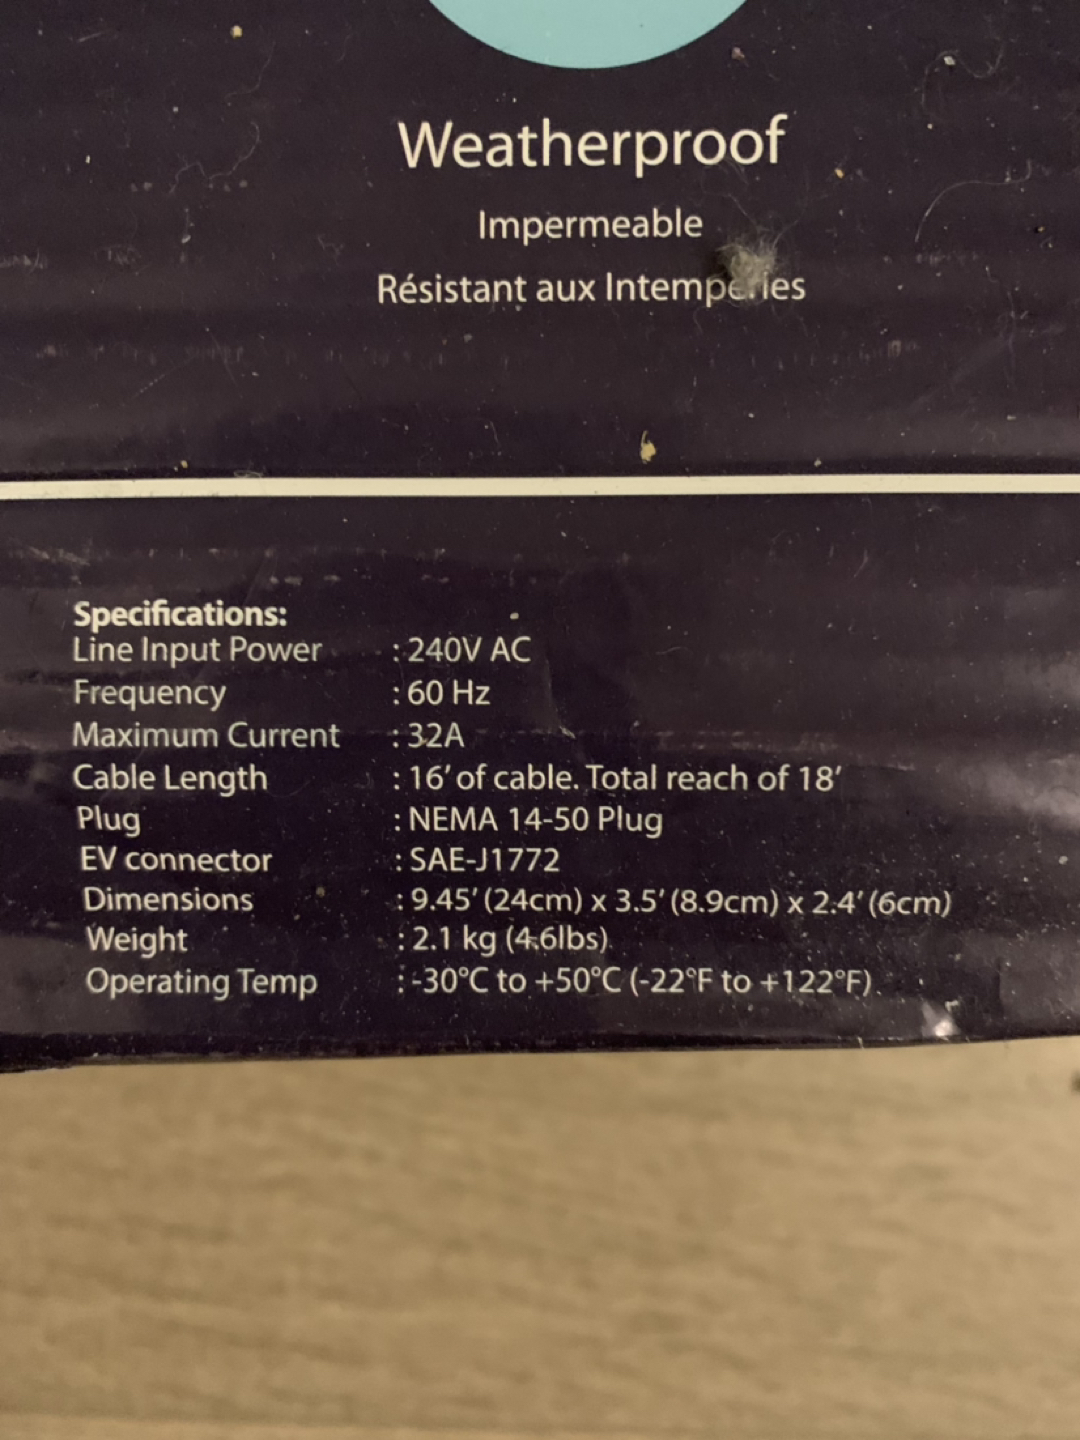 Weatherproof
Impermeable
Résistant aux Intempéries
Specifications:
Line Input Power : 240V AC
Frequency : 60 Hz
Maximum Current : 32A
Cable Length : 16' of cable. Total reach of 18'
Plug : NEMA 14-50 Plug
EV connector : SAE-J1772
Dimensions : 9.45' (24cm) x 3.5' (8.9cm) x 2.4' (6cm)
Weight : 2.1 kg (4.6lbs)
Operating Temp : -30°C to +50°C (-22°F to +122°F)